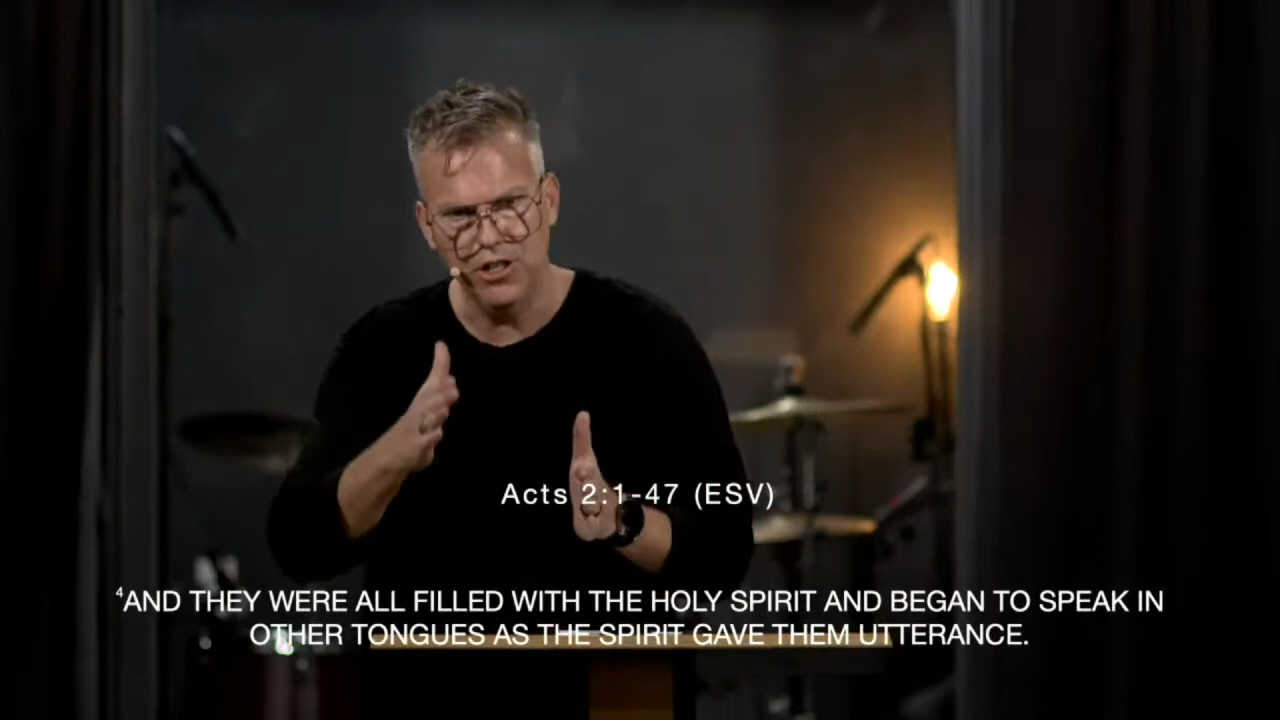 Acts 2:1-47 (ESV)
⁴AND THEY WERE ALL FILLED WITH THE HOLY SPIRIT AND BEGAN TO SPEAK IN
OTHER TONGUES AS THE SPIRIT GAVE THEM UTTERANCE.